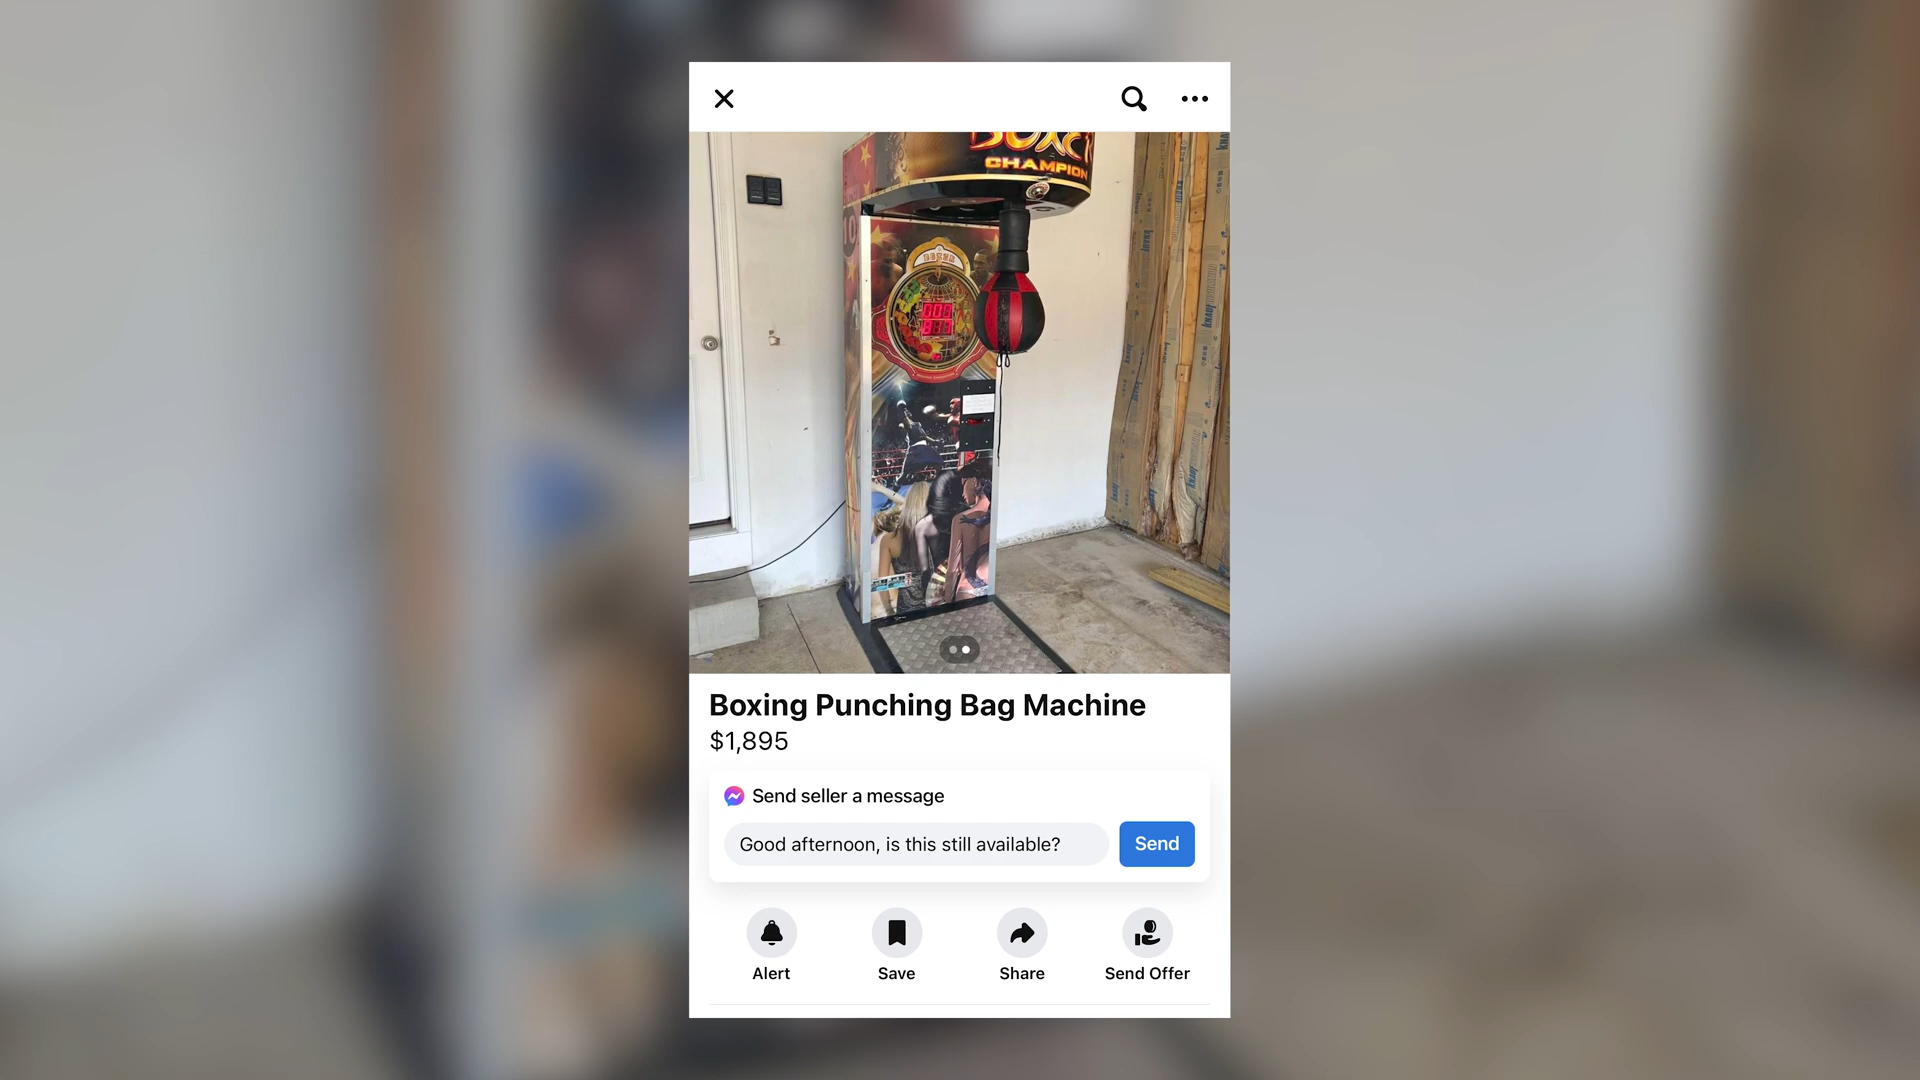 CHAMPION
BOXER
Boxing Punching Bag Machine
$1,895
Send seller a message
Good afternoon, is this still available?
Send
Alert
Save
Share
Send Offer